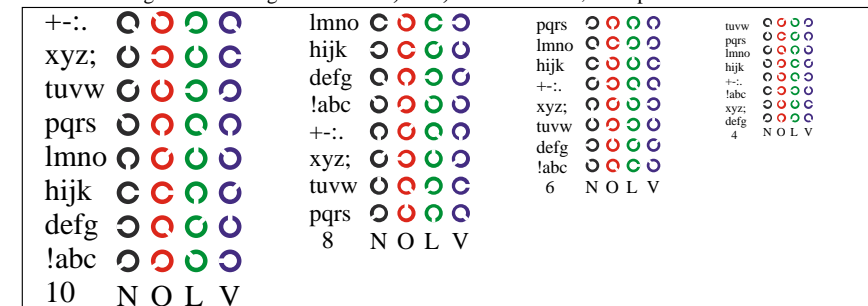 +-:.
xyz;
tuvw
pqrs
lmno
hijk
defg
!abc
10 N O L V
lmno
hijk
defg
!abc
+-:.
xyz;
tuvw
pqrs
8 N O L V
pqrs
lmno
hijk
+-:.
xyz;
tuvw
defg
!abc
6 N O L V
tuvw
pqrs
lmno
hijk
+-:.
!abc
xyz;
defg
4 N O L V